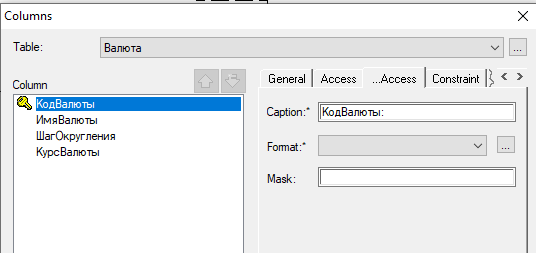 Columns
Table:
Валюта
...
Column
КодВалюты
ИмяВалюты
ШагОкругления
КурсВалюты
General
Access
...Access
Constraint
Caption:*
КодВалюты:
Format:*
...
Mask: